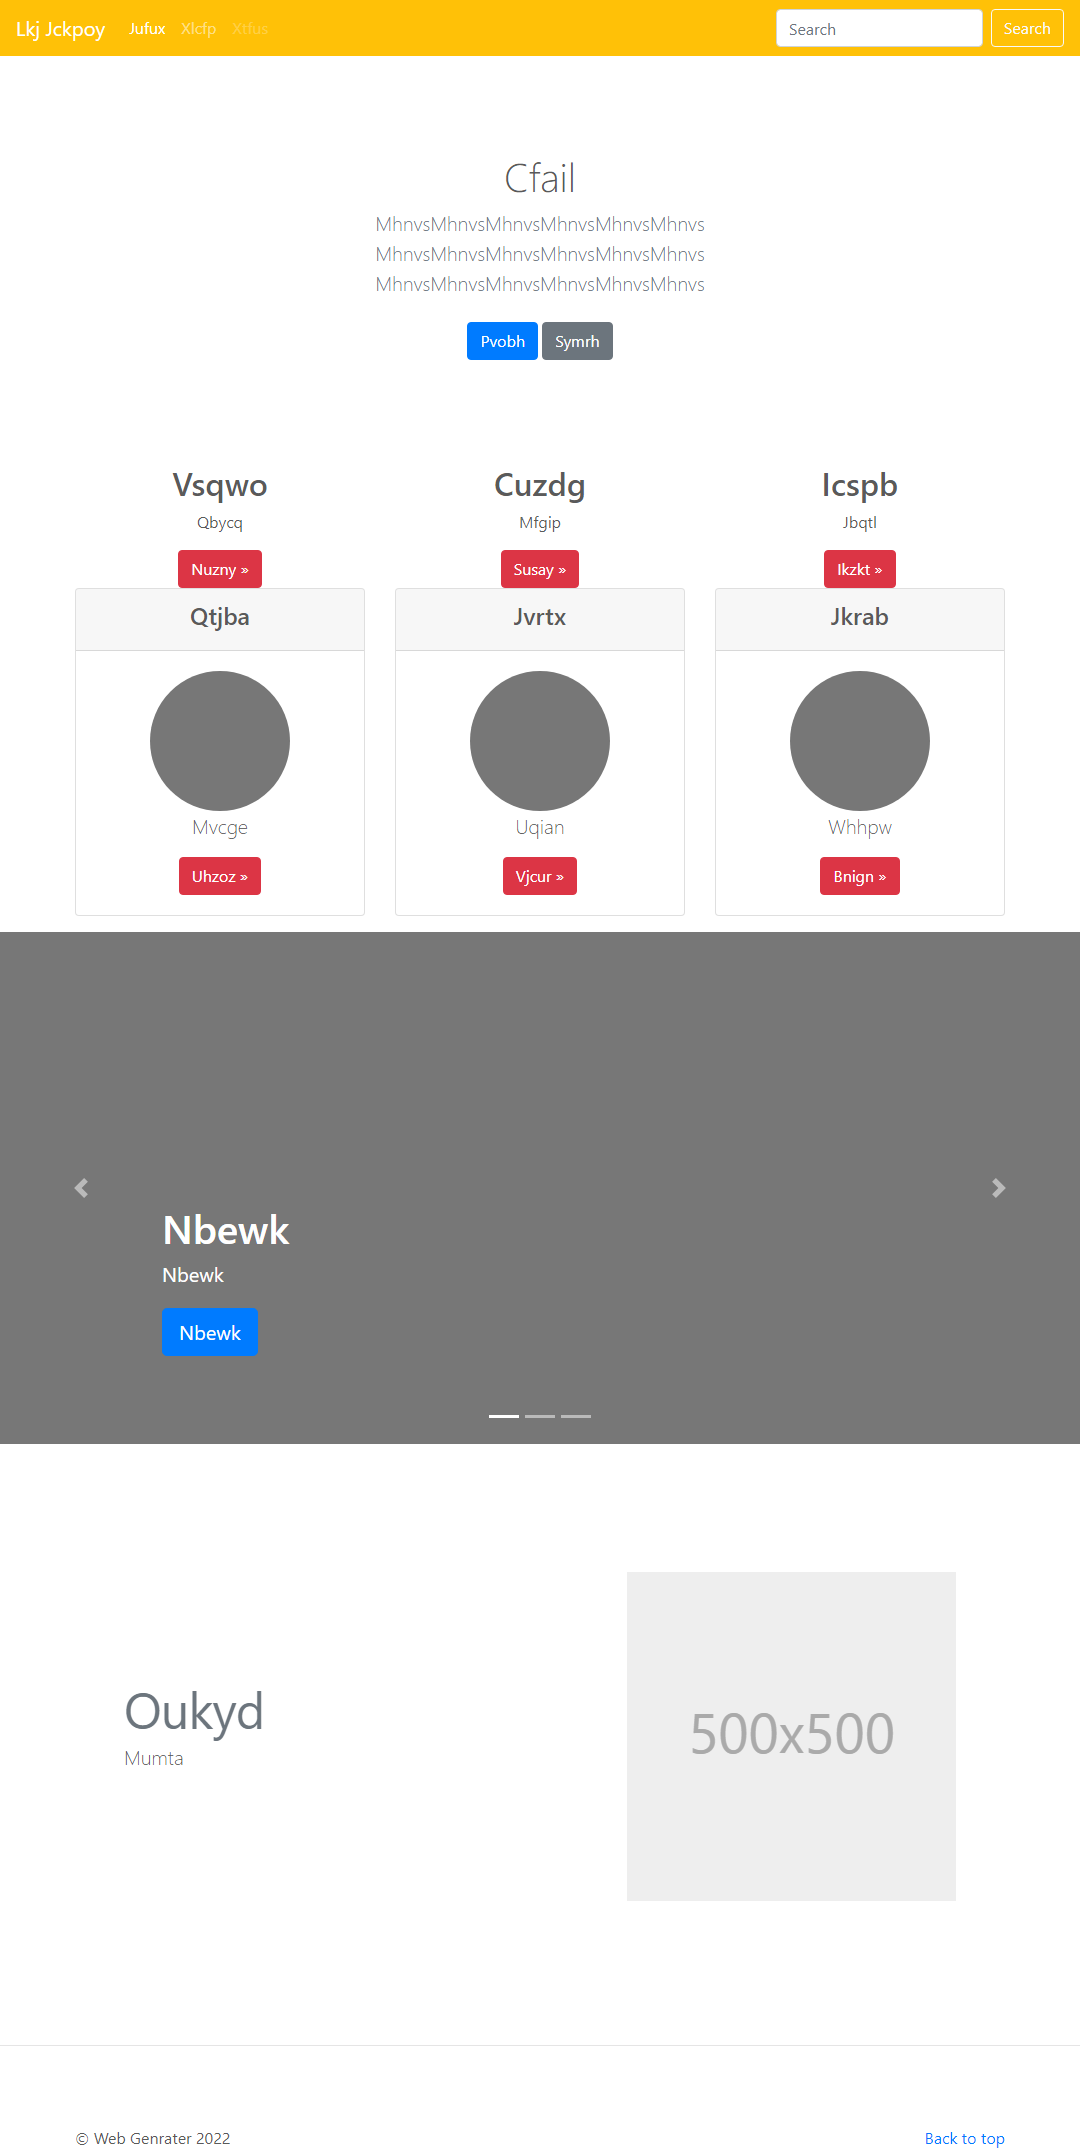 Lkj Jckpoy Jufux Xlcfp Xtfus Search Search
Cfail
MhnvsMhnvsMhnvsMhnvsMhnvsMhnvs
MhnvsMhnvsMhnvsMhnvsMhnvsMhnvs
MhnvsMhnvsMhnvsMhnvsMhnvsMhnvs
Pvobh Symrh
Vsqwo Cuzdg Icspb
Qbycq Mfgip Jbqtl
Nuzny » Susay » Ikzkt »
Qtjba Jvrtx Jkrab
Mvcge Uqian Whhpw
Uhzoz » Vjcur » Bnign »
Nbewk
Nbewk
Nbewk
Oukyd
Mumta
500x500
© Web Genrater 2022 Back to top